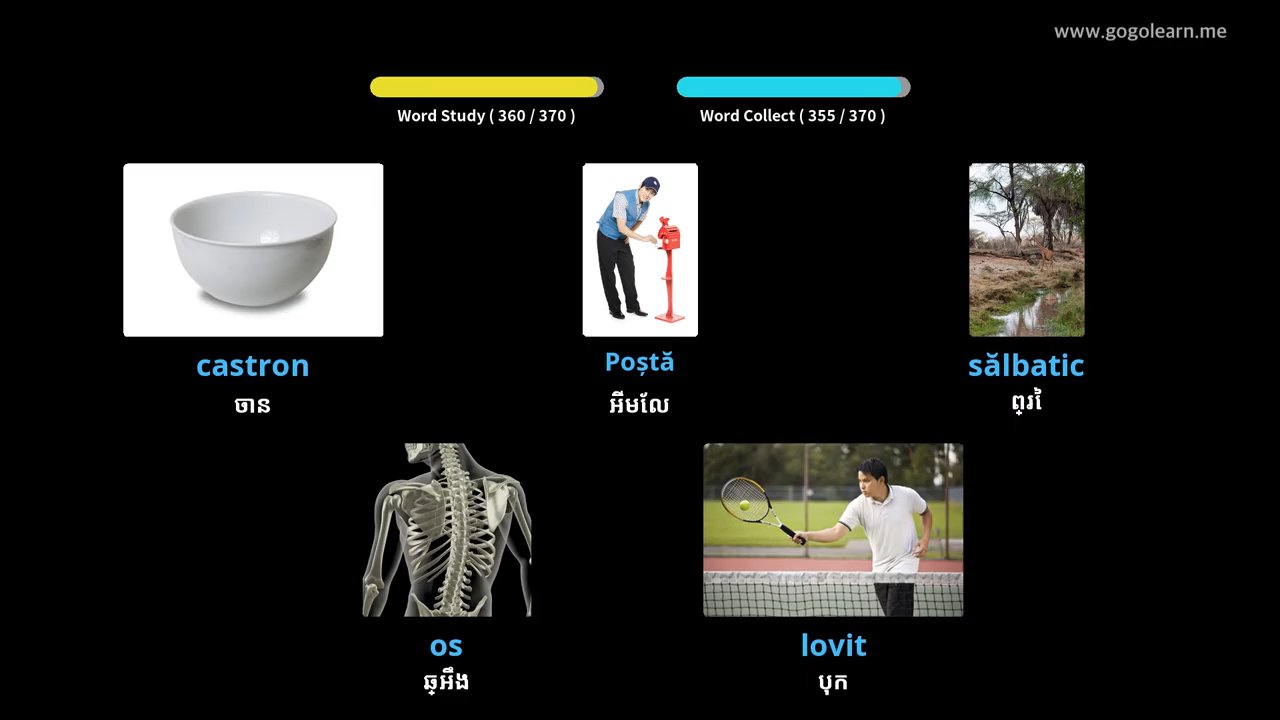 www.gogolearn.me
Word Study ( 360 / 370 )
Word Collect ( 355 / 370 )
castron
Poștă
sălbatic
ចាន
អ៊ីមែល
ព្រៃ
os
lovit
ឆ្អឹង
បុក